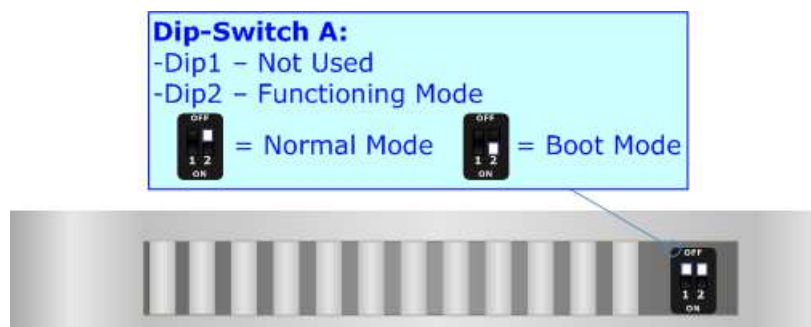 Dip-Switch A:
-Dip1 – Not Used
-Dip2 – Functioning Mode
OFF
1 2
ON
= Normal Mode
OFF
1 2
ON
= Boot Mode
OFF
1 2
ON